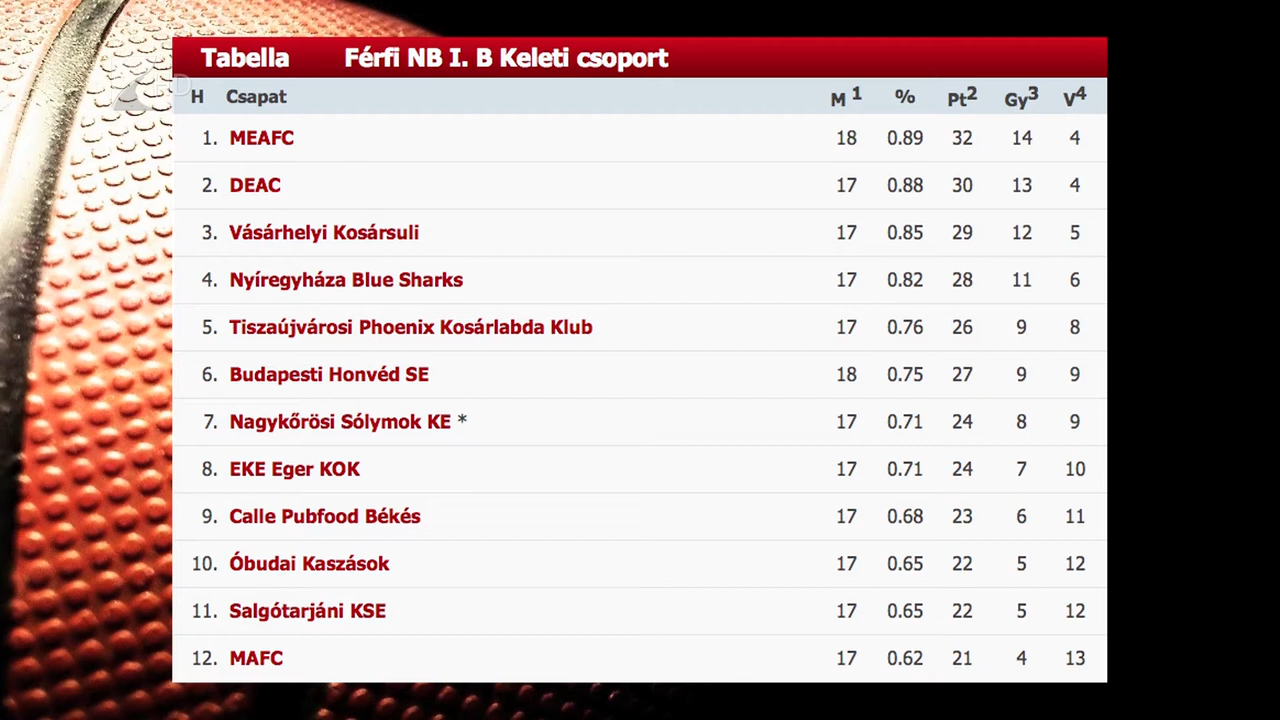 Tabella Férfi NB I. B Keleti csoport
HD
H Csapat M 1 % Pt2 Gy3 V4
1. MEAFC 18 0.89 32 14 4
2. DEAC 17 0.88 30 13 4
3. Vásárhelyi Kosársuli 17 0.85 29 12 5
4. Nyíregyháza Blue Sharks 17 0.82 28 11 6
5. Tiszaújvárosi Phoenix Kosárlabda Klub 17 0.76 26 9 8
6. Budapesti Honvéd SE 18 0.75 27 9 9
7. Nagykőrösi Sólymok KE * 17 0.71 24 8 9
8. EKE Eger KOK 17 0.71 24 7 10
9. Calle Pubfood Békés 17 0.68 23 6 11
10. Óbudai Kaszások 17 0.65 22 5 12
11. Salgótarjáni KSE 17 0.65 22 5 12
12. MAFC 17 0.62 21 4 13